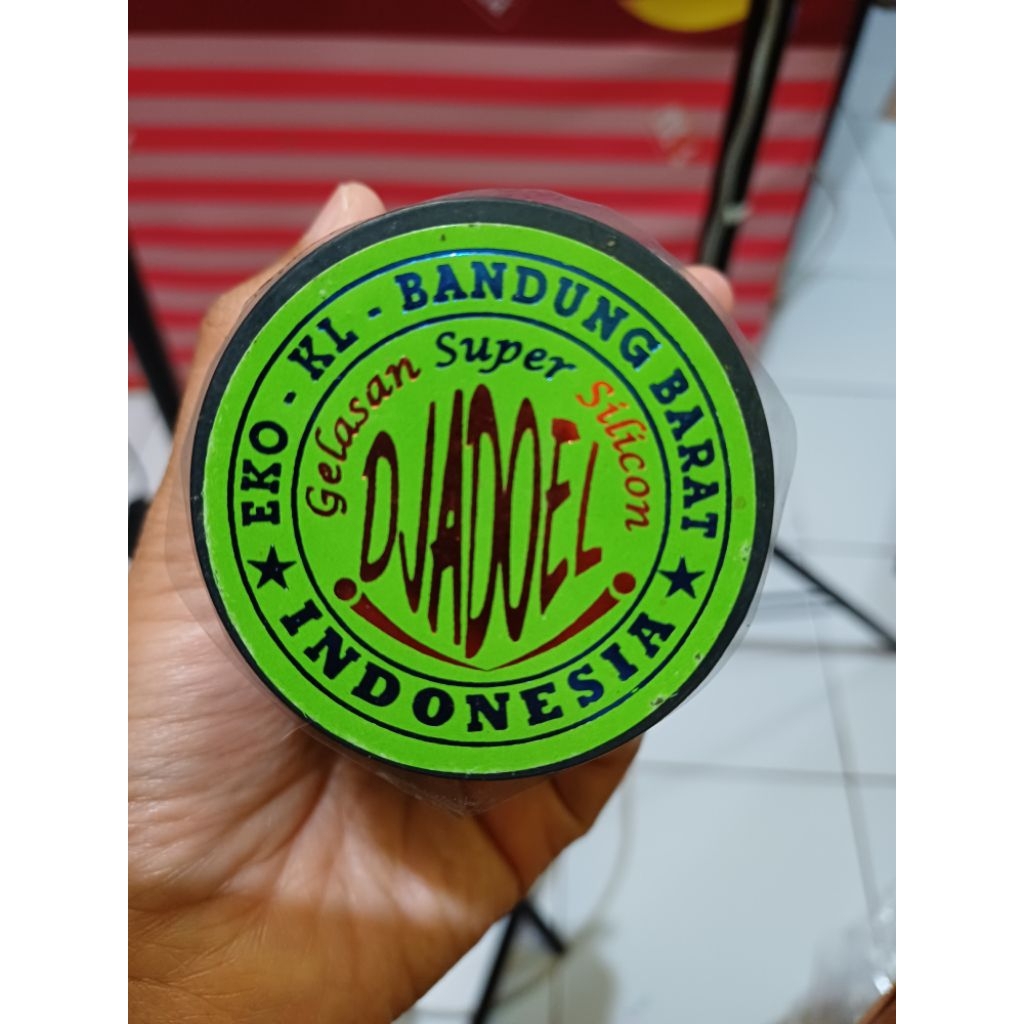 EKO - KL - BANDUNG BARAT
Gelasan Super Silicon
DJADOEL
★ INDONESIA ★